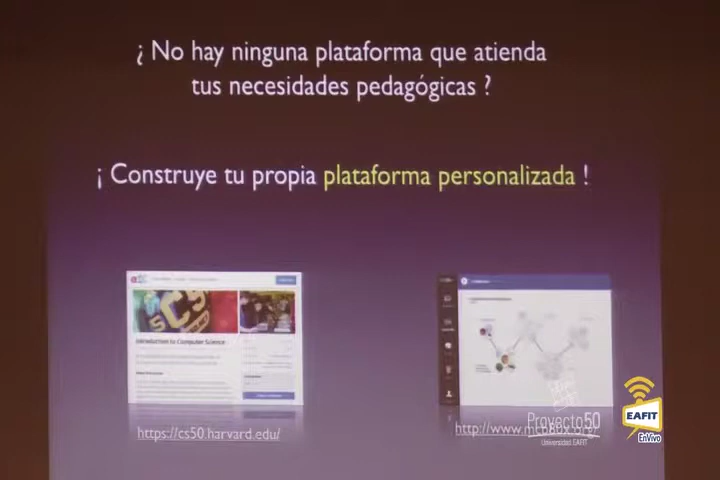 ¿ No hay ninguna plataforma que atienda
tus necesidades pedagógicas ?
¡ Construye tu propia plataforma personalizada !
Introduction to Computer Science
https://cs50.harvard.edu/
Proyecto50
Universidad EAFIT
EAFIT
EnVivo